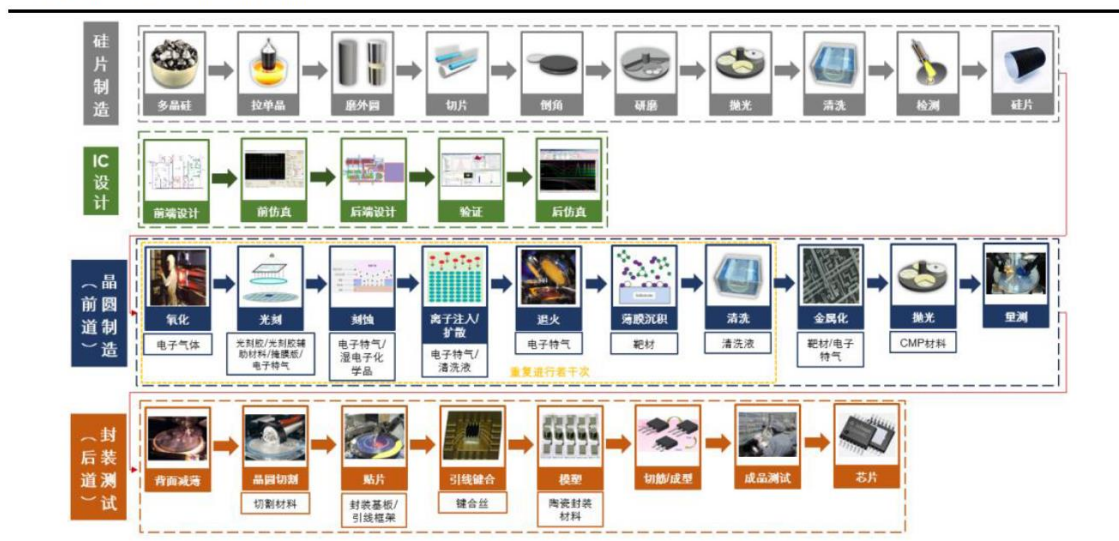 硅片制造
多晶硅
拉单晶
磨外圆
切片
倒角
研磨
抛光
清洗
检测
硅片
IC设计
前端设计
前仿真
后端设计
验证
后仿真
晶圆制造
（前道）
氧化
光刻
刻蚀
离子注入/
扩散
退火
薄膜沉积
清洗
金属化
抛光
量测
电子气体
光刻胶/光刻胶辅
助材料/掩膜版/
电子特气
电子特气/
湿电子化
学品
电子特气/
清洗液
电子特气
靶材
清洗液
靶材/电子
特气
CMP材料
重复进行若干次
封装测试
（后道）
背面减薄
晶圆切割
贴片
引线键合
模塑
切筋/成型
成品测试
芯片
切割材料
封装基板/
引线框架
键合丝
陶瓷封装
材料